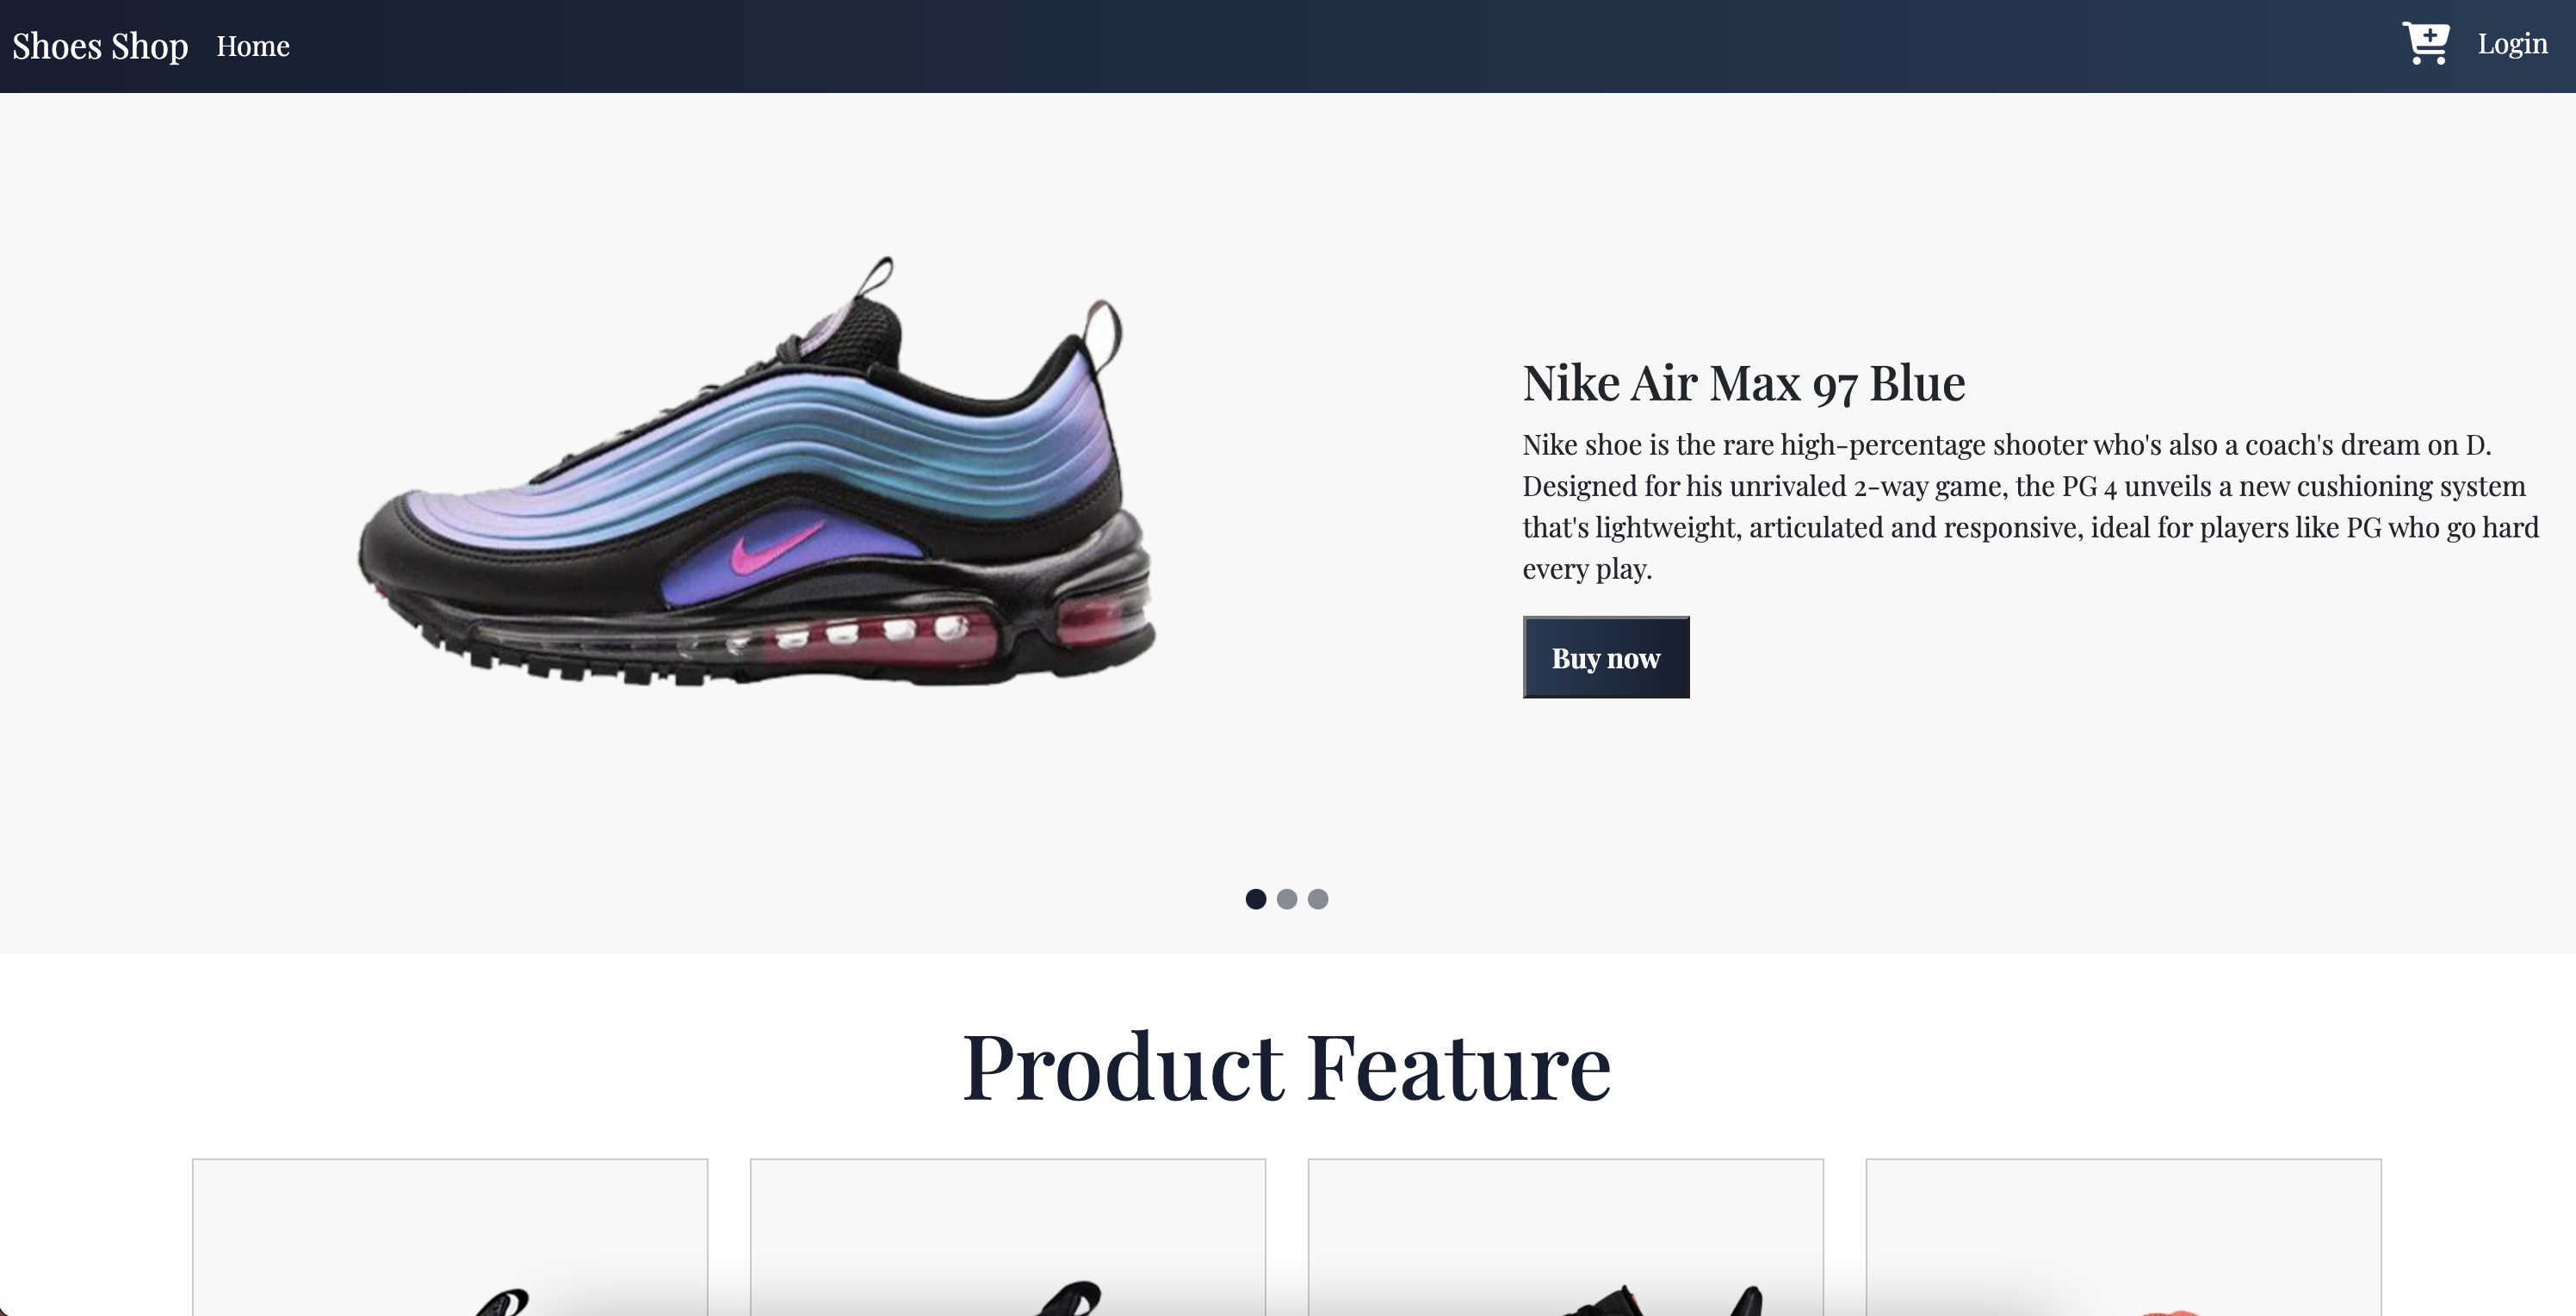 Shoes Shop Home Login
Nike Air Max 97 Blue
Nike shoe is the rare high-percentage shooter who's also a coach's dream on D.
Designed for his unrivaled 2-way game, the PG 4 unveils a new cushioning system
that's lightweight, articulated and responsive, ideal for players like PG who go hard
every play.
Buy now
Product Feature